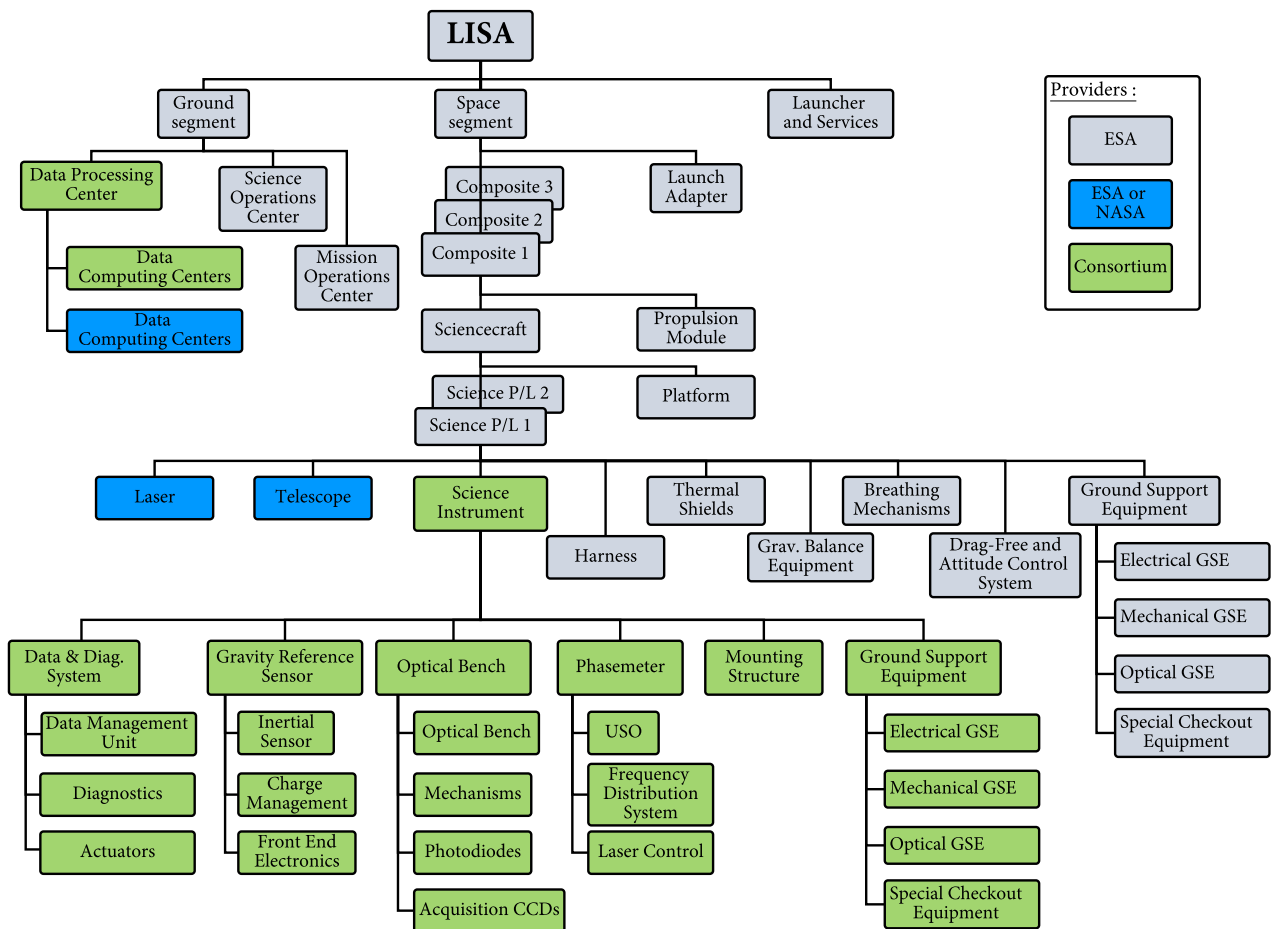 LISA
Ground
segment
Space
segment
Launcher
and Services
Providers :
ESA
ESA or
NASA
Consortium
Data Processing
Center
Science
Operations
Center
Mission
Operations
Center
Data
Computing Centers
Data
Computing Centers
Composite 3
Composite 2
Composite 1
Launch
Adapter
Sciencecraft
Propulsion
Module
Science P/L 2
Science P/L 1
Platform
Laser
Telescope
Science
Instrument
Harness
Thermal
Shields
Grav. Balance
Equipment
Breathing
Mechanisms
Drag-Free and
Attitude Control
System
Ground Support
Equipment
Electrical GSE
Mechanical GSE
Optical GSE
Special Checkout
Equipment
Data & Diag.
System
Data Management
Unit
Diagnostics
Actuators
Gravity Reference
Sensor
Inertial
Sensor
Charge
Management
Front End
Electronics
Optical Bench
Optical Bench
Mechanisms
Photodiodes
Acquisition CCDs
Phasemeter
USO
Frequency
Distribution
System
Laser Control
Mounting
Structure
Ground Support
Equipment
Electrical GSE
Mechanical GSE
Optical GSE
Special Checkout
Equipment